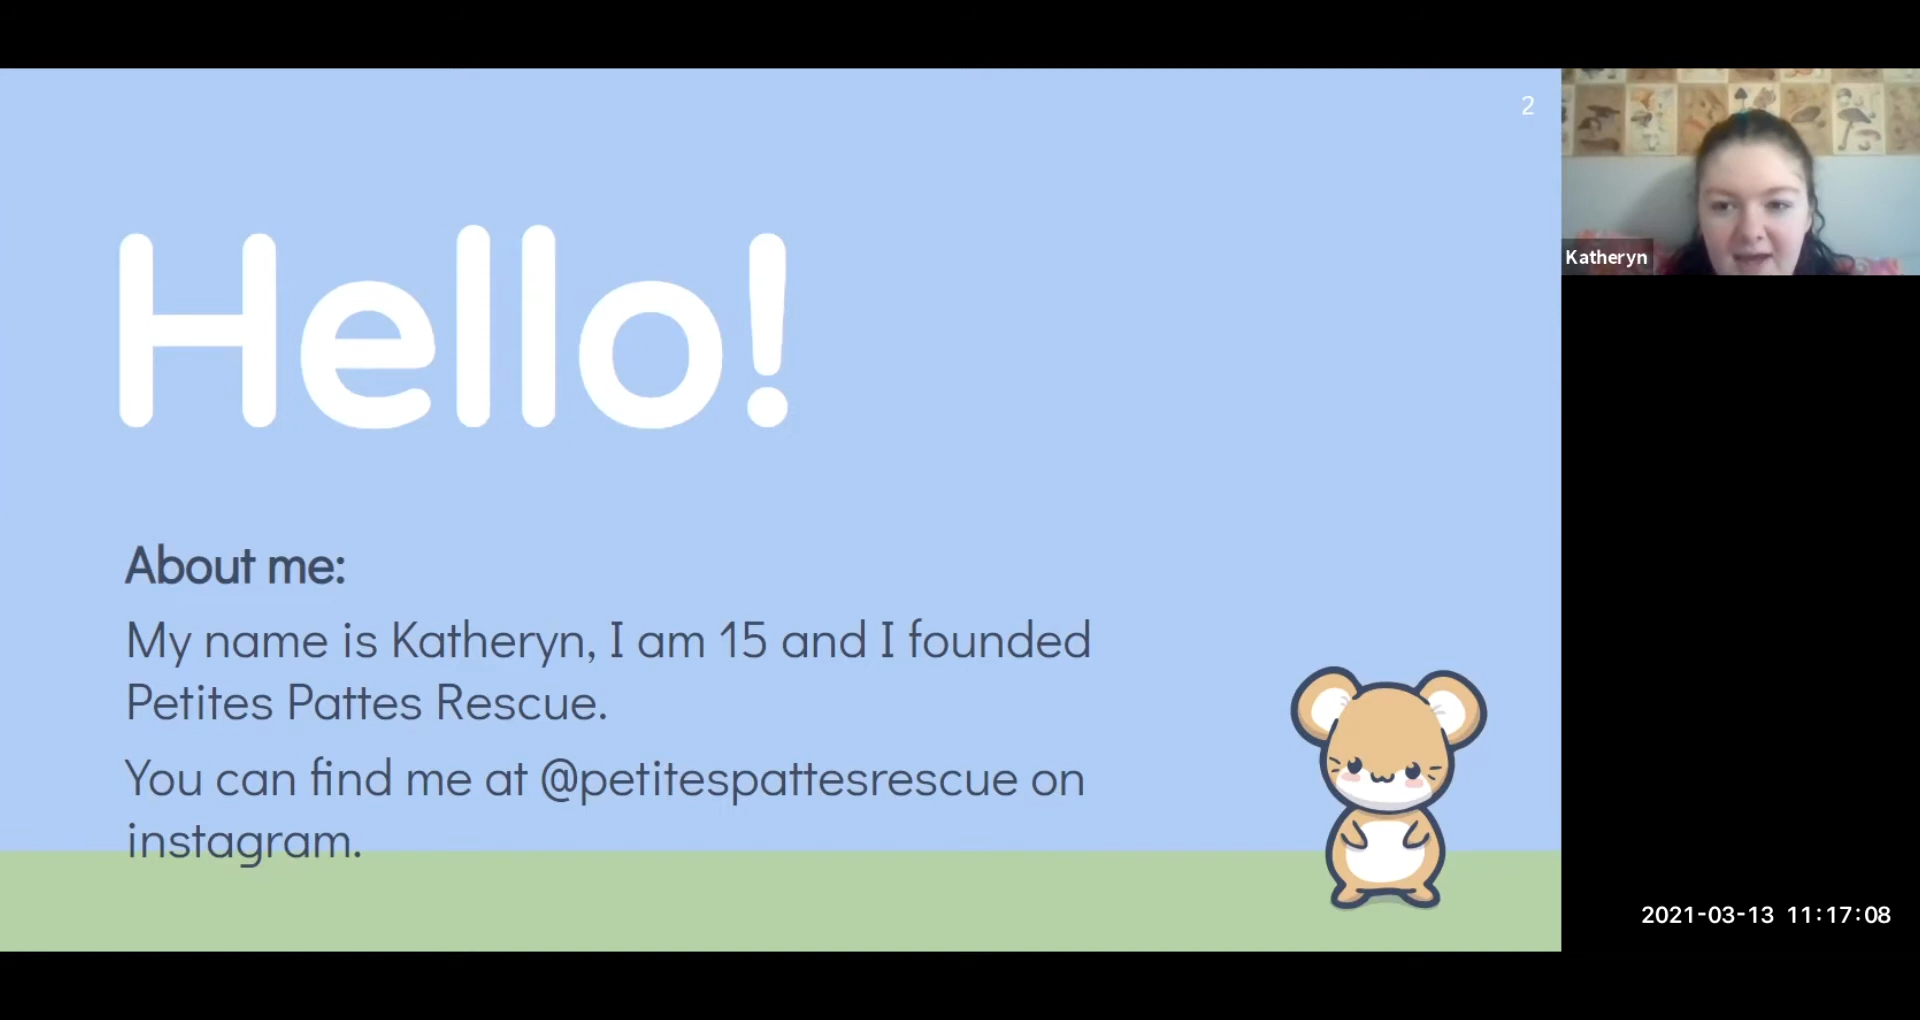 2
Hello!
About me:
My name is Katheryn, I am 15 and I founded
Petites Pattes Rescue.
You can find me at @petitespattesrescue on
instagram.
Katheryn
2021-03-13 11:17:08